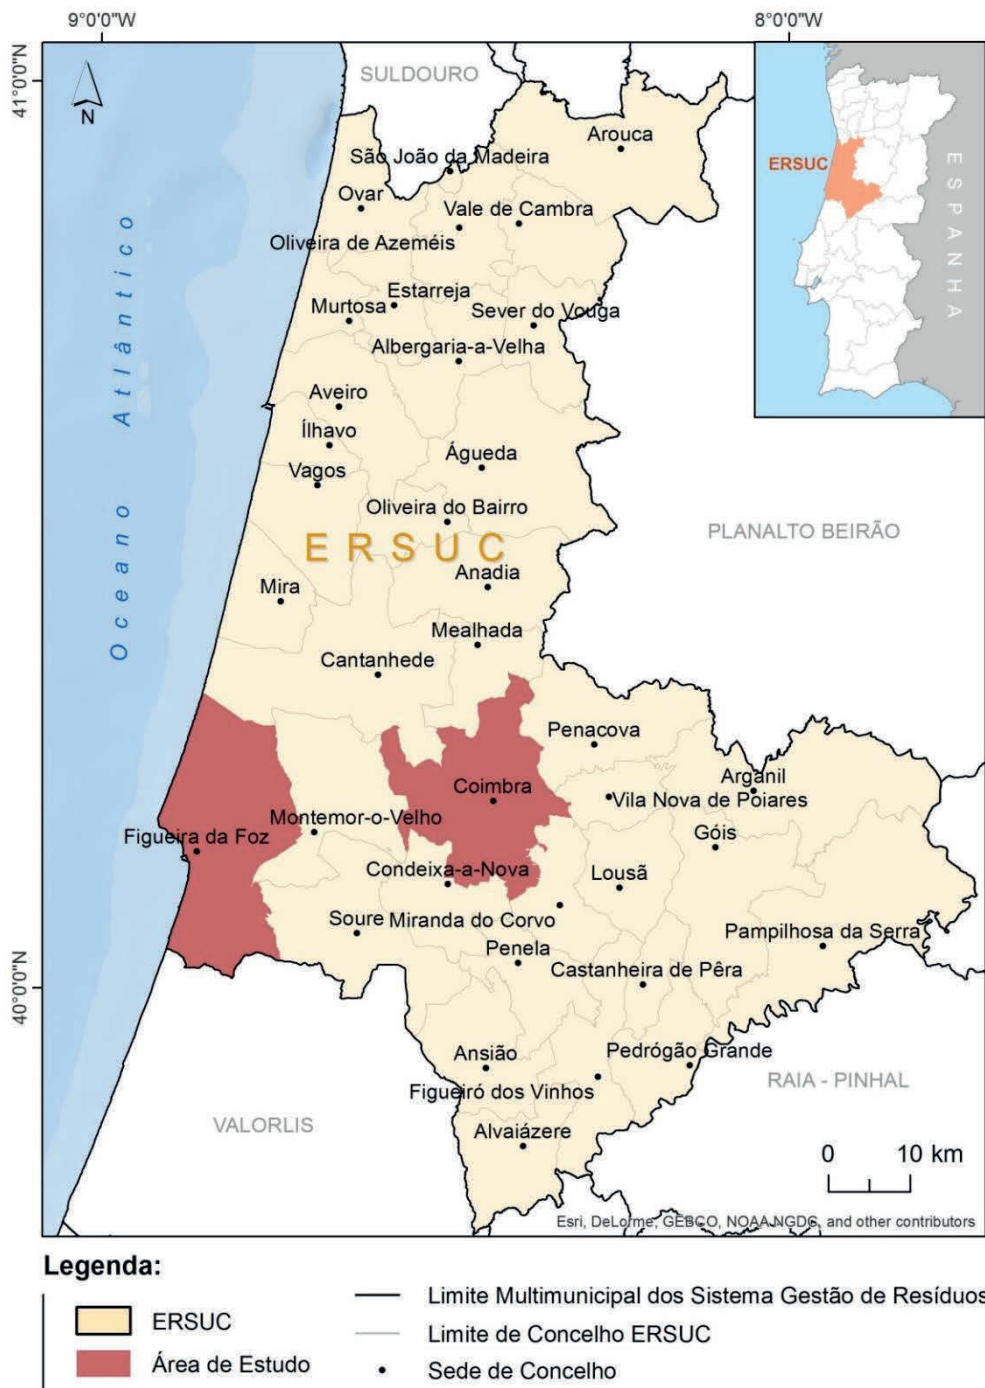 9°0'0"W
8°0'0"W
41°0'0"N
40°0'0"N
N
SULDOURO
Arouca
São João da Madeira
Ovar
Vale de Cambra
Oliveira de Azeméis
Estarreja
Murtosa
Sever do Vouga
Albergaria-a-Velha
Aveiro
Ílhavo
Águeda
Vagos
Oliveira do Bairro
ERSUC
Anadia
Mira
Mealhada
Cantanhede
Penacova
Arganil
Coimbra
Vila Nova de Poiares
Montemor-o-Velho
Figueira da Foz
Góis
Condeixa-a-Nova
Lousã
Soure
Miranda do Corvo
Pampilhosa da Serra
Penela
Castanheira de Pêra
Ansião
Pedrógão Grande
Figueiró dos Vinhos
Alvaiázere
Oceano Atlântico
PLANALTO BEIRÃO
RAIA - PINHAL
VALORLIS
ERSUC
ESPANHA
0 10 km
Esri, DeLorme, GEBCO, NOAA NGDC, and other contributors
Legenda:
ERSUC
Área de Estudo
Limite Multimunicipal dos Sistema Gestão de Resíduos
Limite de Concelho ERSUC
Sede de Concelho